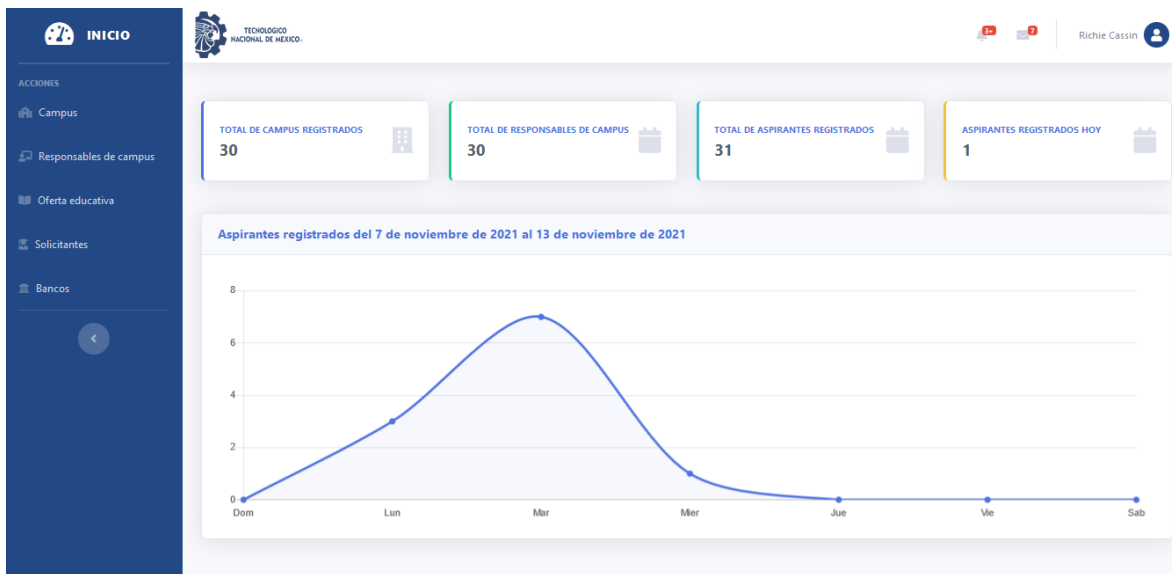 INICIO
ACCIONES
Campus
Responsables de campus
Oferta educativa
Solicitantes
Bancos
TECNOLOGICO
NACIONAL DE MEXICO®
3+
7
Richie Cassin
TOTAL DE CAMPUS REGISTRADOS
30
TOTAL DE RESPONSABLES DE CAMPUS
30
TOTAL DE ASPIRANTES REGISTRADOS
31
ASPIRANTES REGISTRADOS HOY
1
Aspirantes registrados del 7 de noviembre de 2021 al 13 de noviembre de 2021
8
6
4
2
0
Dom Lun Mar Mier Jue Vie Sab